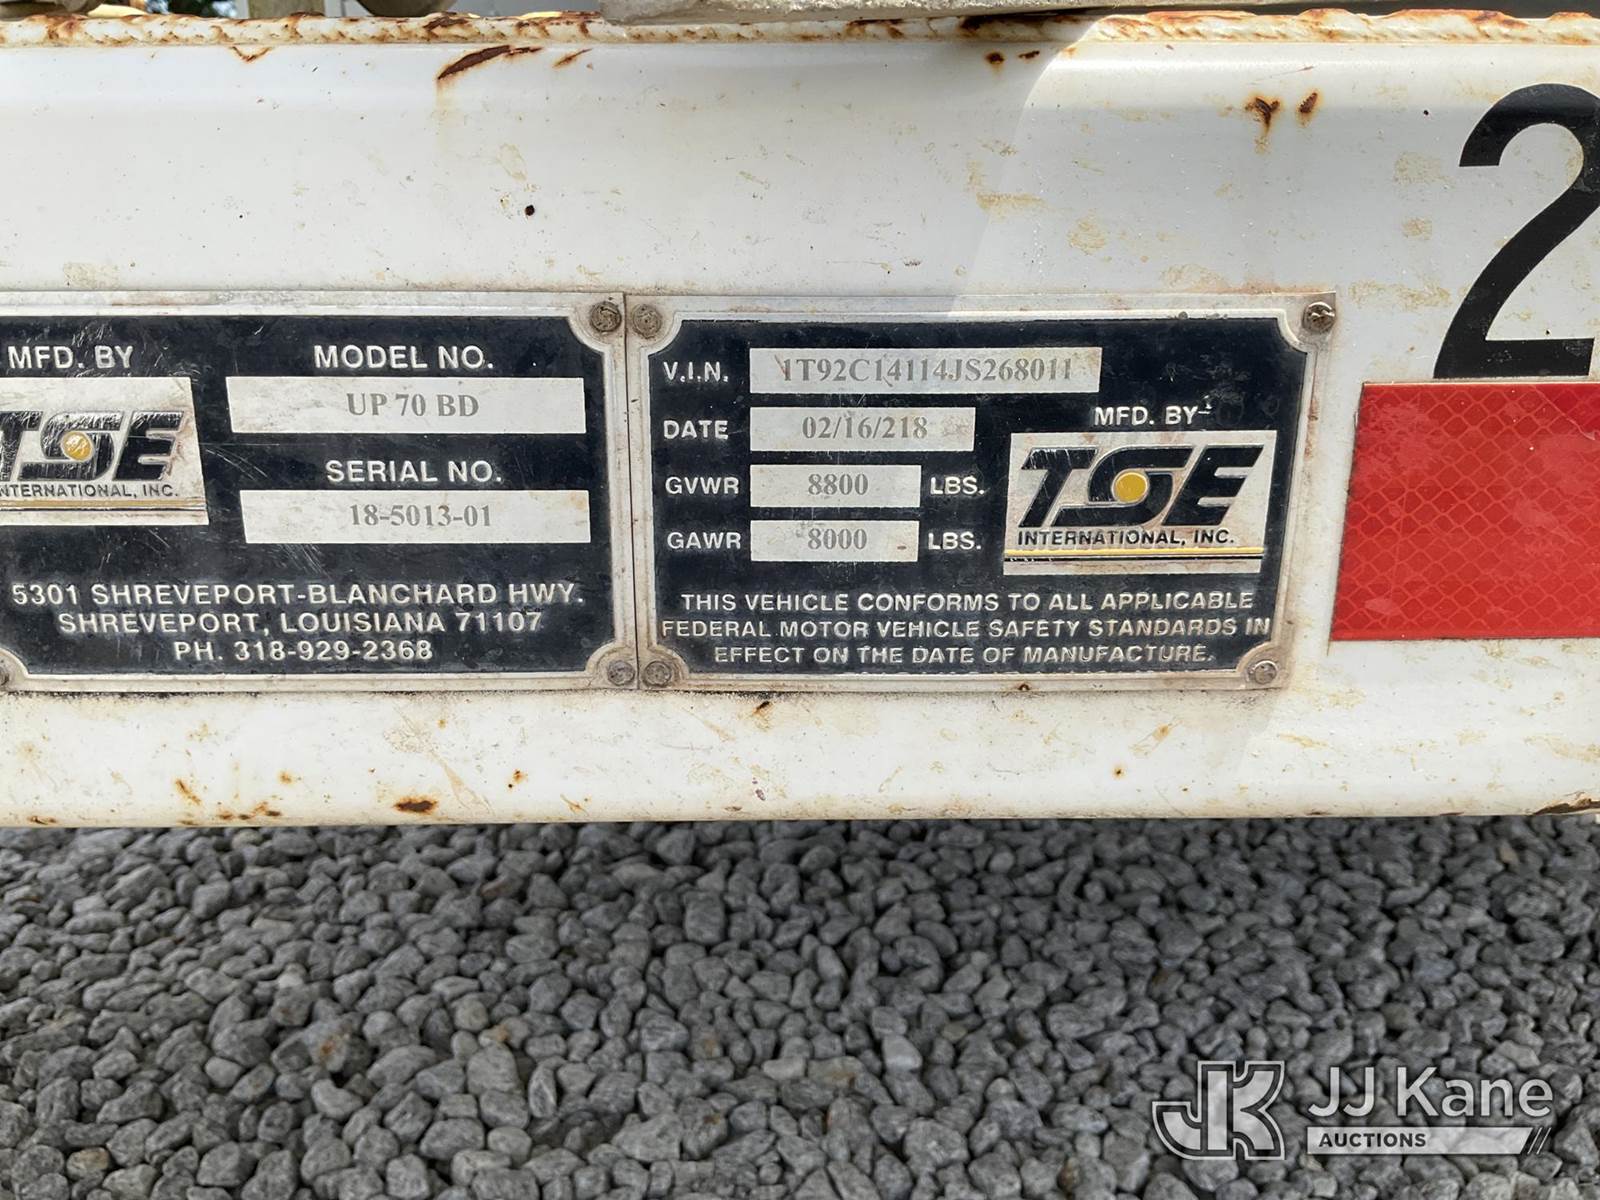 MFD. BY
TSE
INTERNATIONAL, INC.
MODEL NO.
UP 70 BD
SERIAL NO.
18-5013-01
5301 SHREVEPORT-BLANCHARD HWY.
SHREVEPORT, LOUISIANA 71107
PH. 318-929-2368
V.I.N. 1T92C14114JS268011
DATE 02/16/218
GVWR 8800 LBS.
GAWR 8000 LBS.
MFD. BY
TSE
INTERNATIONAL, INC.
THIS VEHICLE CONFORMS TO ALL APPLICABLE
FEDERAL MOTOR VEHICLE SAFETY STANDARDS IN
EFFECT ON THE DATE OF MANUFACTURE.
2
JK JJ Kane
AUCTIONS